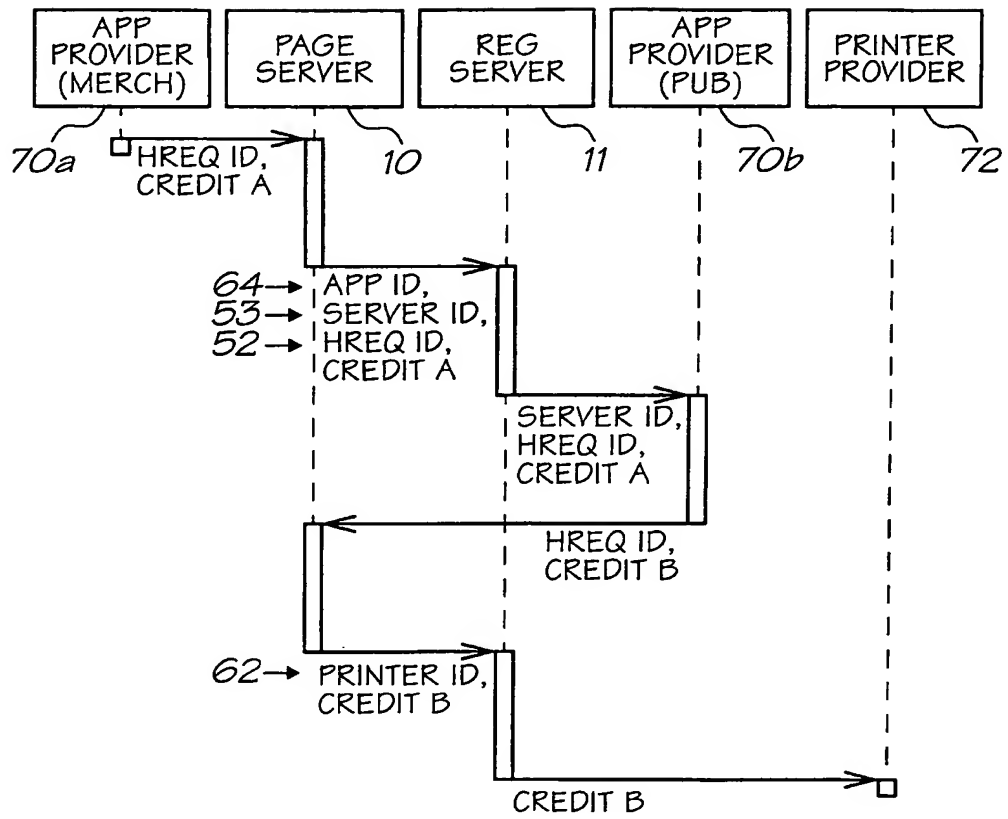 APP
PROVIDER
(MERCH)
PAGE
SERVER
REG
SERVER
APP
PROVIDER
(PUB)
PRINTER
PROVIDER
70a
10
11
70b
72
HREQ ID,
CREDIT A
64
APP ID,
53
SERVER ID,
52
HREQ ID,
CREDIT A
SERVER ID,
HREQ ID,
CREDIT A
HREQ ID,
CREDIT B
62
PRINTER ID,
CREDIT B
CREDIT B